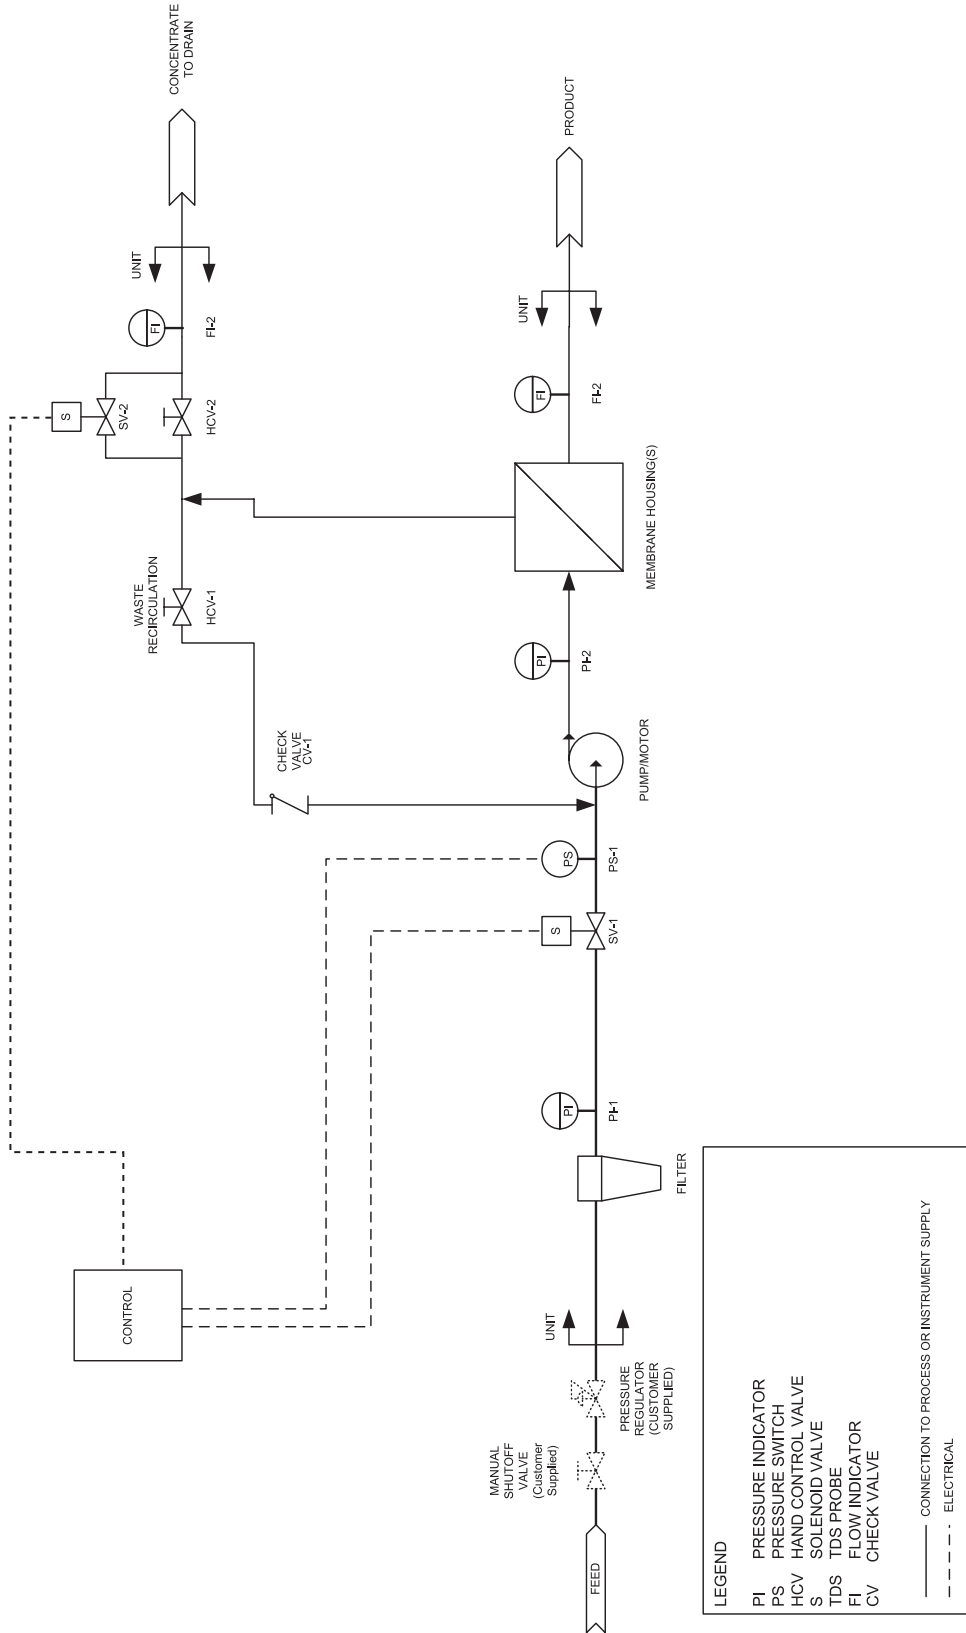 CONCENTRATE
TO DRAIN
UNIT
FI
FI-2
S
SV-2
HCV-2
WASTE
RECIRCULATION
HCV-1
CHECK
VALVE
CV-1
PRODUCT
UNIT
FI
FI-2
MEMBRANE HOUSING(S)
PI
PI-2
PUMP/MOTOR
PS
PS-1
S
SV-1
PI
PI-1
FILTER
CONTROL
UNIT
PRESSURE
REGULATOR
(CUSTOMER
SUPPLIED)
MANUAL
SHUTOFF
VALVE
(Customer
Supplied)
FEED
LEGEND
PI PRESSURE INDICATOR
PS PRESSURE SWITCH
HCV HAND CONTROL VALVE
S SOLENOID VALVE
TDS TDS PROBE
FI FLOW INDICATOR
CV CHECK VALVE
CONNECTION TO PROCESS OR INSTRUMENT SUPPLY
ELECTRICAL